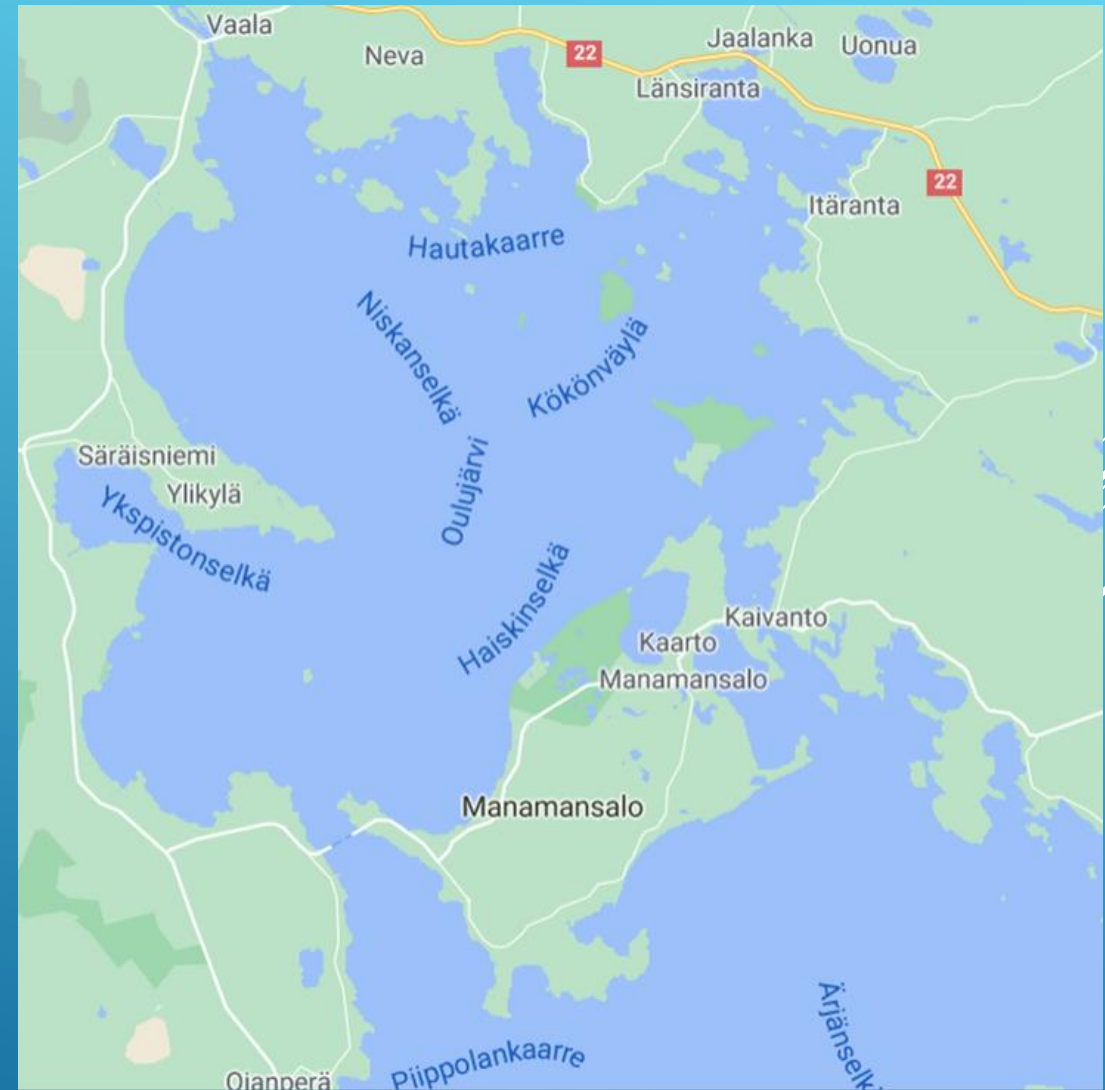 Vaala
Neva
22
Jaalanka
Uonua
Länsiranta
22
Itäranta
Hautakaarre
Niskanselkä
Kökönväylä
Säräisniemi
Ylikylä
Ykspistonselkä
Oulujärvi
Haiskinselkä
Kaivanto
Kaarto
Manamansalo
Manamansalo
Piippolankaarre
Ojanperä